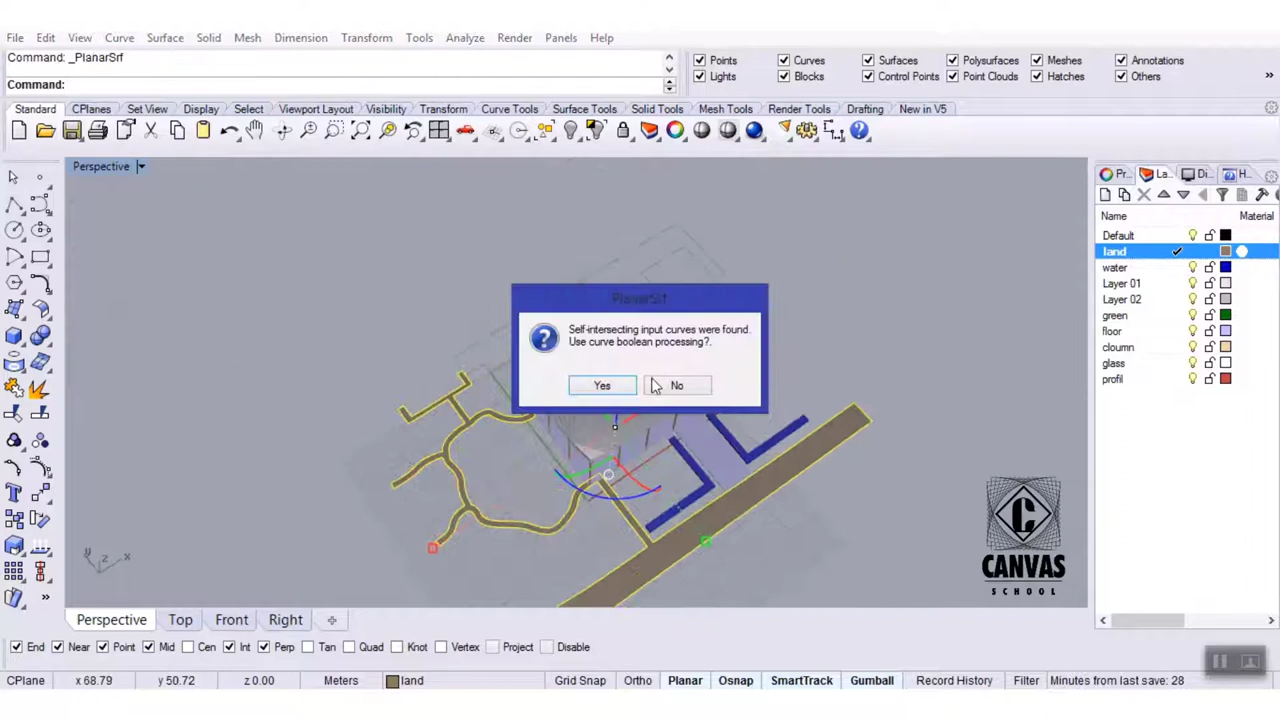 File Edit View Curve Surface Solid Mesh Dimension Transform Tools Analyze Render Panels Help
Command: _PlanarSrf
Command:
Points Curves Surfaces Polysurfaces Meshes Annotations
Lights Blocks Control Points Point Clouds Hatches Others
Standard CPlanes Set View Display Select Viewport Layout Visibility Transform Curve Tools Surface Tools Solid Tools Mesh Tools Render Tools Drafting New in V5
Perspective
Pr... La... Di... H...
Name Material
Default
land
water
Layer 01
Layer 02
green
floor
cloumn
glass
profil
PlanarSrf
Self-intersecting input curves were found.
Use curve boolean processing?.
Yes No
y z x
C
CANVAS
SCHOOL
Perspective Top Front Right
End Near Point Mid Cen Int Perp Tan Quad Knot Vertex Project Disable
CPlane x 68.79 y 50.72 z 0.00 Meters land Grid Snap Ortho Planar Osnap SmartTrack Gumball Record History Filter Minutes from last save: 28